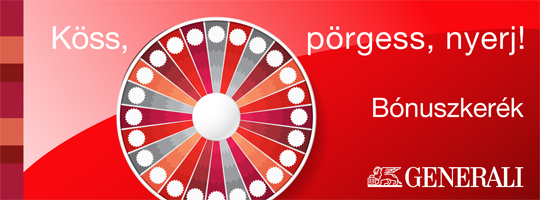 Köss, pörgess, nyerj!
Bónuszkerék
GENERALI